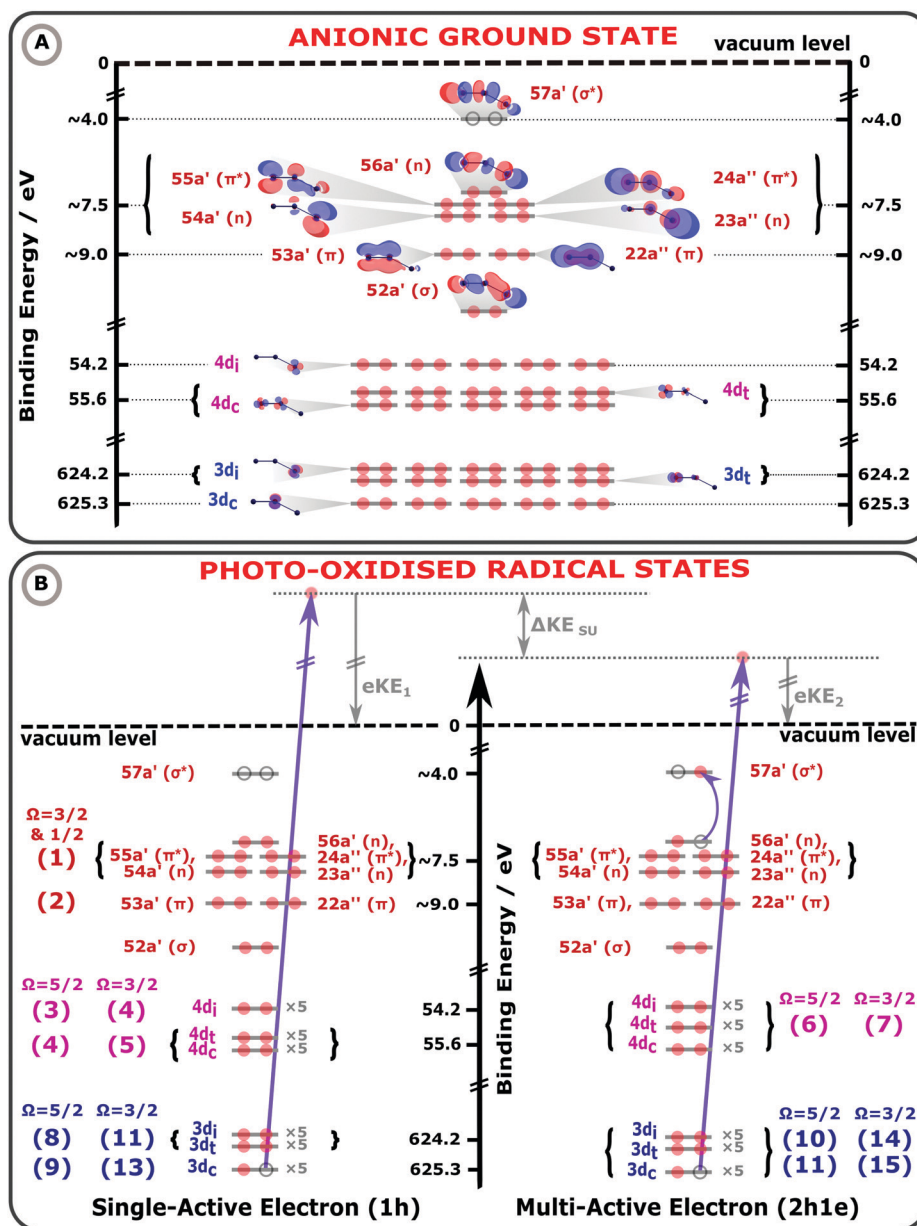 A
ANIONIC GROUND STATE
vacuum level
0
0
57a' (σ*)
~4.0
~4.0
Binding Energy / eV
55a' (π*)
56a' (n)
24a'' (π*)
~7.5
~7.5
54a' (n)
23a'' (n)
~9.0
53a' (π)
22a'' (π)
~9.0
52a' (σ)
54.2
4di
54.2
55.6
4dc
4dt
55.6
624.2
3di
3dt
624.2
625.3
3dc
625.3
B
PHOTO-OXIDISED RADICAL STATES
ΔKE SU
eKE1
eKE2
0
vacuum level
vacuum level
57a' (σ*)
~4.0
57a' (σ*)
Ω=3/2
& 1/2
(1)
55a' (π*),
54a' (n)
56a' (n),
24a'' (π*),
23a'' (n)
~7.5
55a' (π*),
54a' (n)
56a' (n),
24a'' (π*),
23a'' (n)
(2)
53a' (π)
22a'' (π)
~9.0
53a' (π),
22a'' (π)
52a' (σ)
52a' (σ)
Binding Energy / eV
Ω=5/2 Ω=3/2
(3) (4)
4di
×5
54.2
4di
×5
Ω=5/2 Ω=3/2
(4) (5)
4dt
×5
4dc
×5
55.6
4dt
×5
4dc
×5
(6) (7)
Ω=5/2 Ω=3/2
(8) (11)
3di
×5
3dt
×5
624.2
3di
×5
3dt
×5
Ω=5/2 Ω=3/2
(10) (14)
(9) (13)
3dc
×5
625.3
3dc
×5
(11) (15)
Single-Active Electron (1h)
Multi-Active Electron (2h1e)